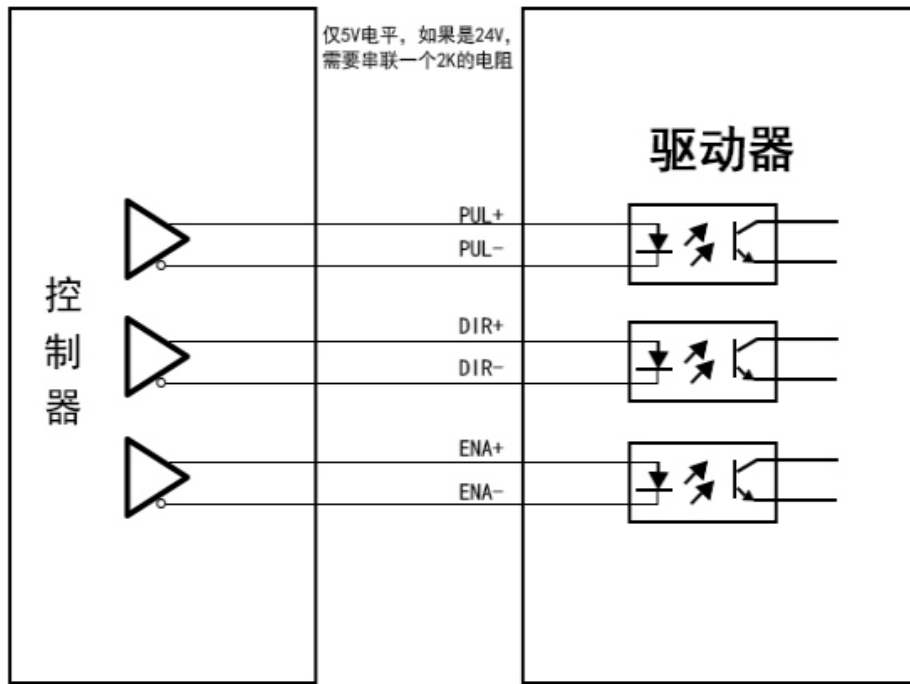 仅5V电平，如果是24V，
需要串联一个2K的电阻
驱动器
控
制
器
PUL+
PUL-
DIR+
DIR-
ENA+
ENA-